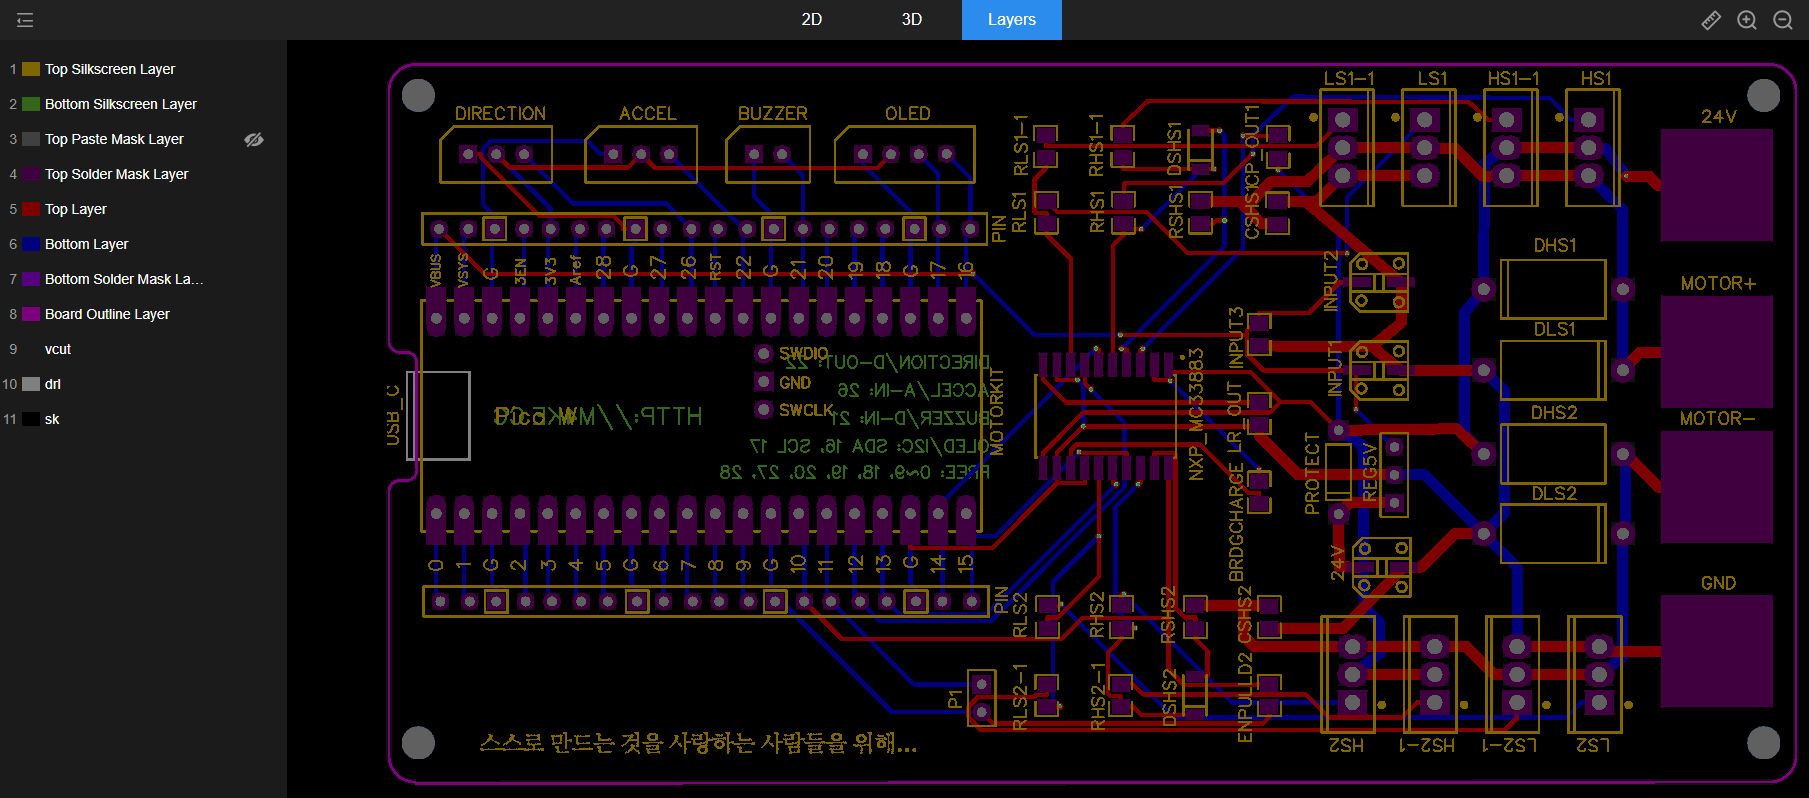 2D 3D Layers
1 Top Silkscreen Layer
2 Bottom Silkscreen Layer
3 Top Paste Mask Layer
4 Top Solder Mask Layer
5 Top Layer
6 Bottom Layer
7 Bottom Solder Mask La...
8 Board Outline Layer
9 vcut
10 drl
11 sk
DIRECTION ACCEL BUZZER OLED
LS1-1 LS1 HS1-1 HS1
24V
RLS1-1 RHS1-1 DSHS1 CP_OUT1
RLS1 RHS1 RSHS1 CSHS1
PIN
VBUS VSYS G 3EN 3V3 Aref 28 G 27 26 RST 22 G 21 20 19 18 G 17 16
INPUT2
DHS1
MOTOR+
INPUT3
DLS1
INPUT1
SWDIO
GND
SWCLK
DIRECTION/D-OUT: 22
ACCEL/A-IN: 26
BUZZER/D-IN: 21
OLED/I2C: SDA 16, SCL 17
FREE: 0~9, 18, 19, 20, 27, 28
Pico W
USB_C
MOTORKIT
NXP_MC33883
LR_OUT
BRDGCHARGE
PROTECT
REG5V
DHS2
MOTOR-
DLS2
24V
GND
0 1 G 2 3 4 5 G 6 7 8 9 G 10 11 12 13 G 14 15
PIN
RLS2 RHS2 RSHS2 CSHS2
P1
RLS2-1 RHS2-1 DSHS2 ENPULLD2
HS2 HS2-1 LS2-1 LS2
스스로 만드는 것을 사랑하는 사람들을 위해...